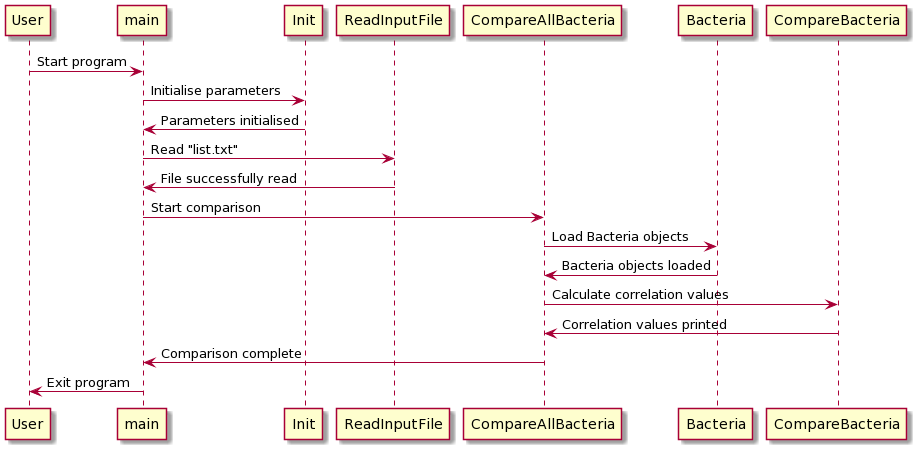 User main Init ReadInputFile CompareAllBacteria Bacteria CompareBacteria
Start program
Initialise parameters
Parameters initialised
Read "list.txt"
File successfully read
Start comparison
Load Bacteria objects
Bacteria objects loaded
Calculate correlation values
Correlation values printed
Comparison complete
Exit program
User main Init ReadInputFile CompareAllBacteria Bacteria CompareBacteria